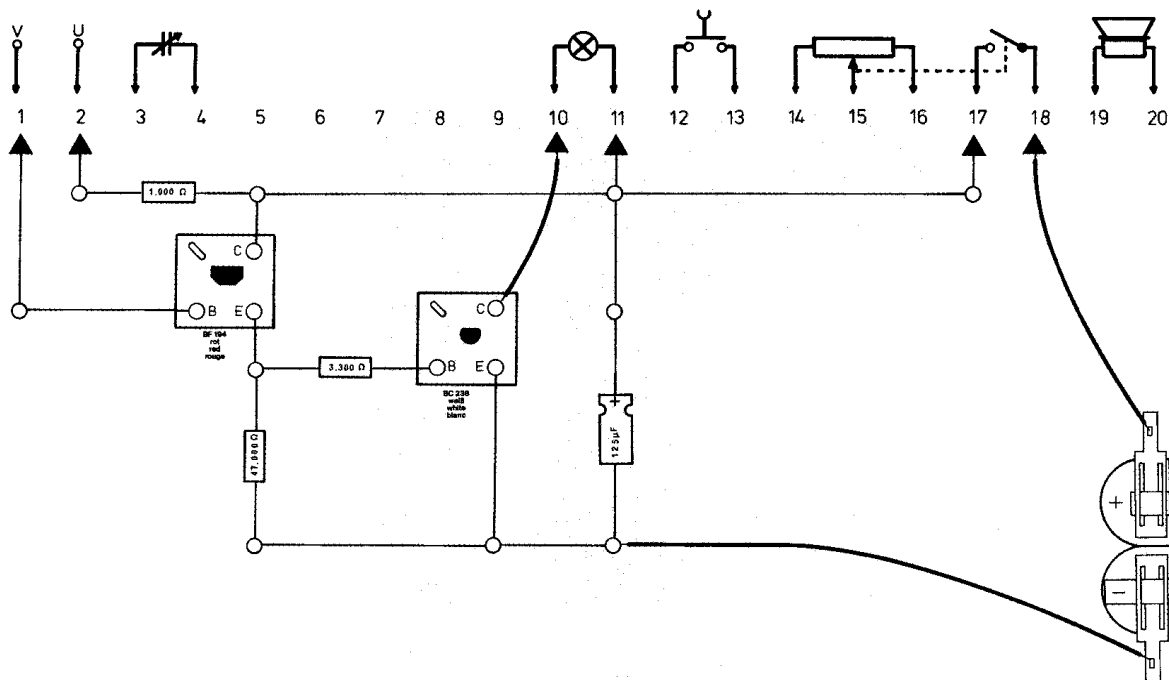 V U
1 2 3 4 5 6 7 8 9 10 11 12 13 14 15 16 17 18 19 20
1.000 Ω
C
B E
BF 194
rot
red
rouge
C
3.300 Ω
B E
BC 238
weiß
white
blanc
47.000 Ω
+
125µF
+
−